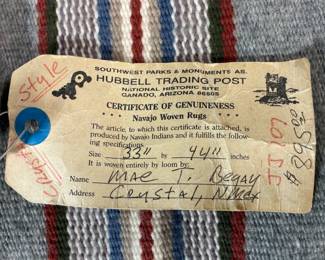 SOUTHWEST PARKS & MONUMENTS AS.
HUBBELL TRADING POST
NATIONAL HISTORIC SITE
GANADO, ARIZONA 86505
CERTIFICATE OF GENUINENESS
Navajo Woven Rugs
The article, to which this certificate is attached, is
produced by Navajo Indians and it fulfills the follow-
ing specifications.
Size 33" by 44" inches
It is woven entirely by loom by:
Name Mae T. Begay
Address Crystal, N Mex
Style
Crystal
JJ 107
$ 895.00